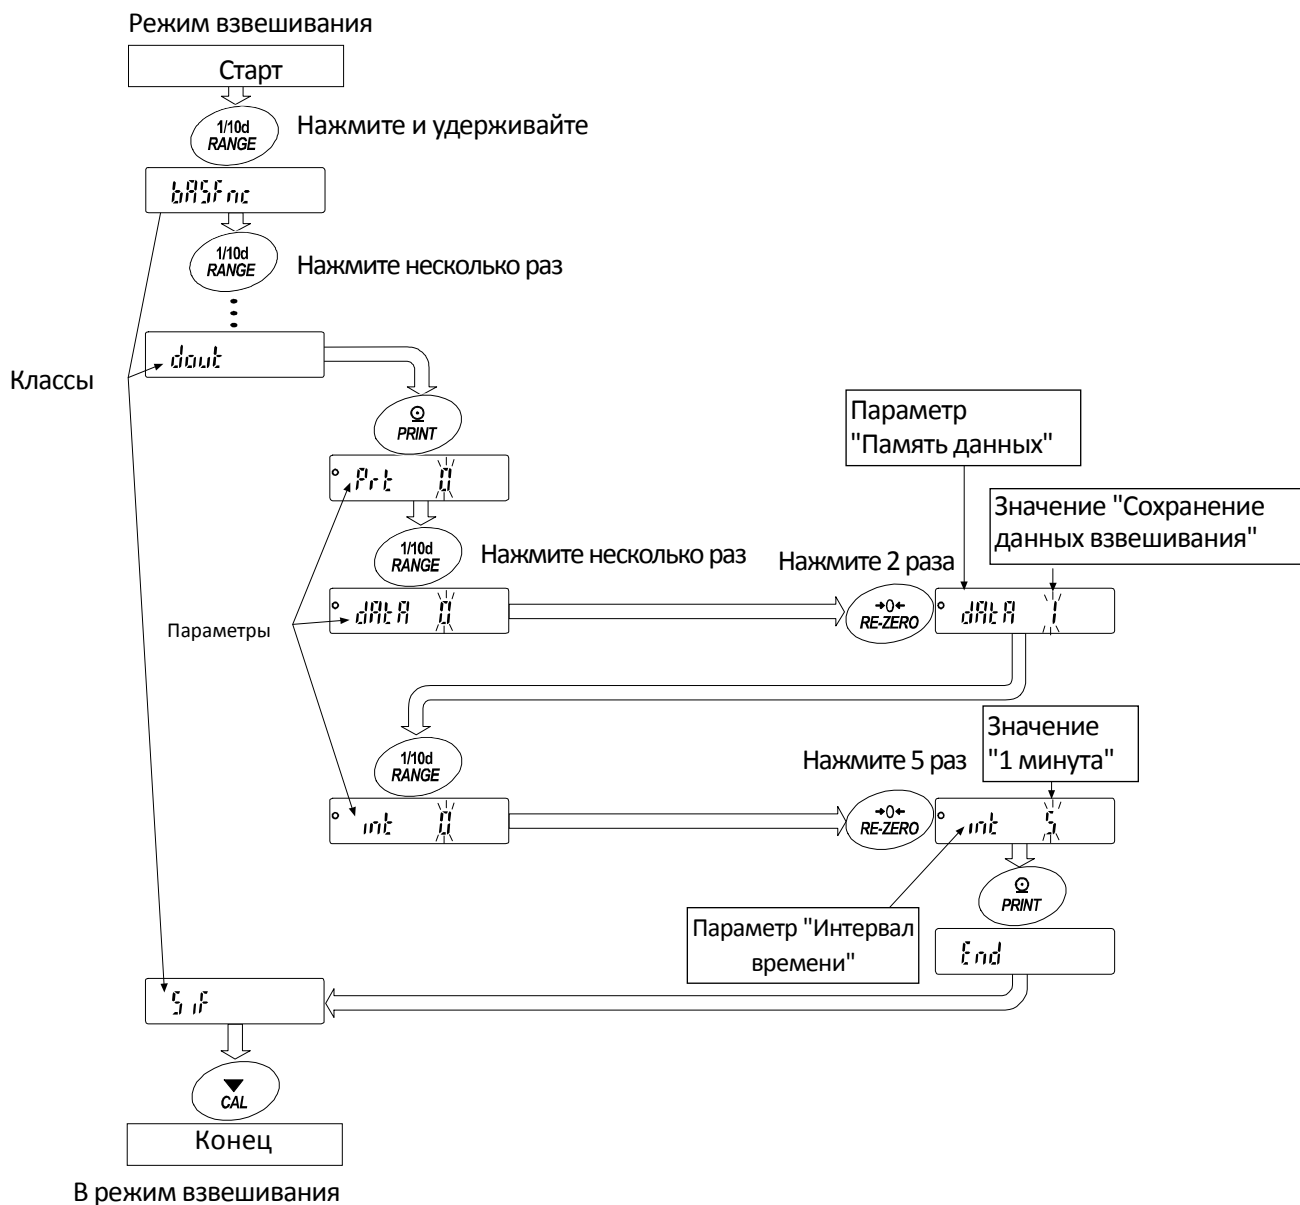 Режим взвешивания
Старт
1/10d
RANGE
Нажмите и удерживайте
bASFnc
1/10d
RANGE
Нажмите несколько раз
dout
Классы
PRINT
Prt 0
1/10d
RANGE
Нажмите несколько раз
Параметр
"Память данных"
Значение "Сохранение
данных взвешивания"
Нажмите 2 раза
dAtA 0
→0←
RE-ZERO
dAtA 1
Параметры
1/10d
RANGE
Значение
"1 минута"
Нажмите 5 раз
int 0
→0←
RE-ZERO
int 5
PRINT
Параметр "Интервал
времени"
End
S iF
CAL
Конец
В режим взвешивания